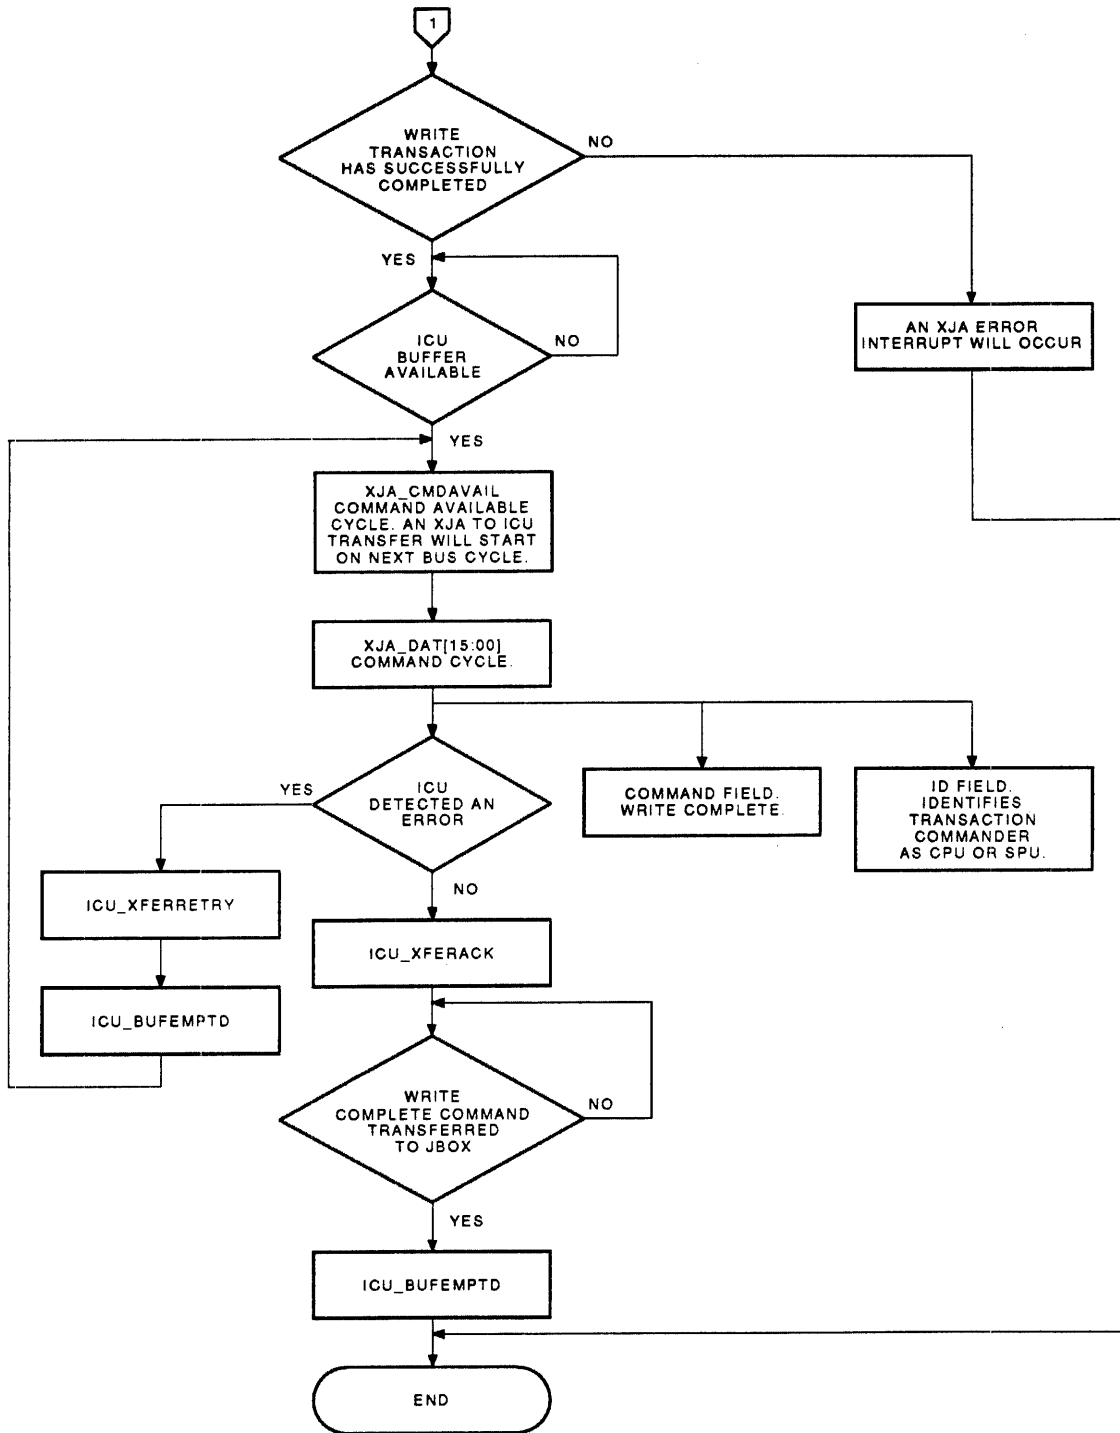 1
WRITE
TRANSACTION
HAS SUCCESSFULLY
COMPLETED
NO
YES
ICU
BUFFER
AVAILABLE
NO
AN XJA ERROR
INTERRUPT WILL OCCUR
YES
XJA_CMDAVAIL
COMMAND AVAILABLE
CYCLE. AN XJA TO ICU
TRANSFER WILL START
ON NEXT BUS CYCLE.
XJA_DAT[15:00]
COMMAND CYCLE.
YES
ICU
DETECTED AN
ERROR
COMMAND FIELD.
WRITE COMPLETE.
ID FIELD.
IDENTIFIES
TRANSACTION
COMMANDER
AS CPU OR SPU.
NO
ICU_XFERRETRY
ICU_XFERACK
ICU_BUFEMPTD
WRITE
COMPLETE COMMAND
TRANSFERRED
TO JBOX
NO
YES
ICU_BUFEMPTD
END